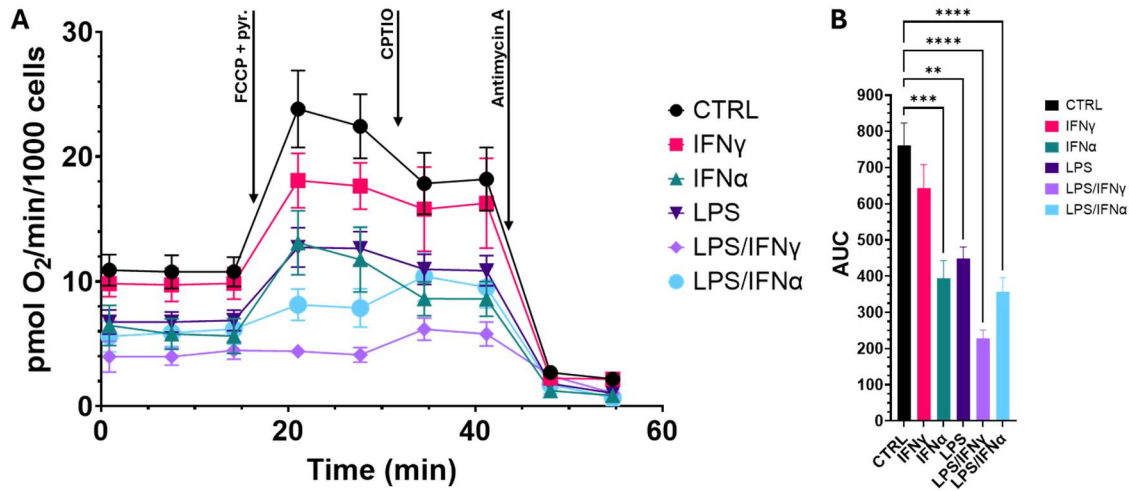 A
30
20
10
0
0
20
40
60
pmol O₂/min/1000 cells
Time (min)
FCCP + pyr.
CPTIO
Antimycin A
CTRL
IFNγ
IFNα
LPS
LPS/IFNγ
LPS/IFNα
B
****
****
**
***
900
800
700
600
500
400
300
200
100
0
AUC
CTRL
IFNγ
IFNα
LPS
LPS/IFNγ
LPS/IFNα
CTRL
IFNγ
IFNα
LPS
LPS/IFNγ
LPS/IFNα